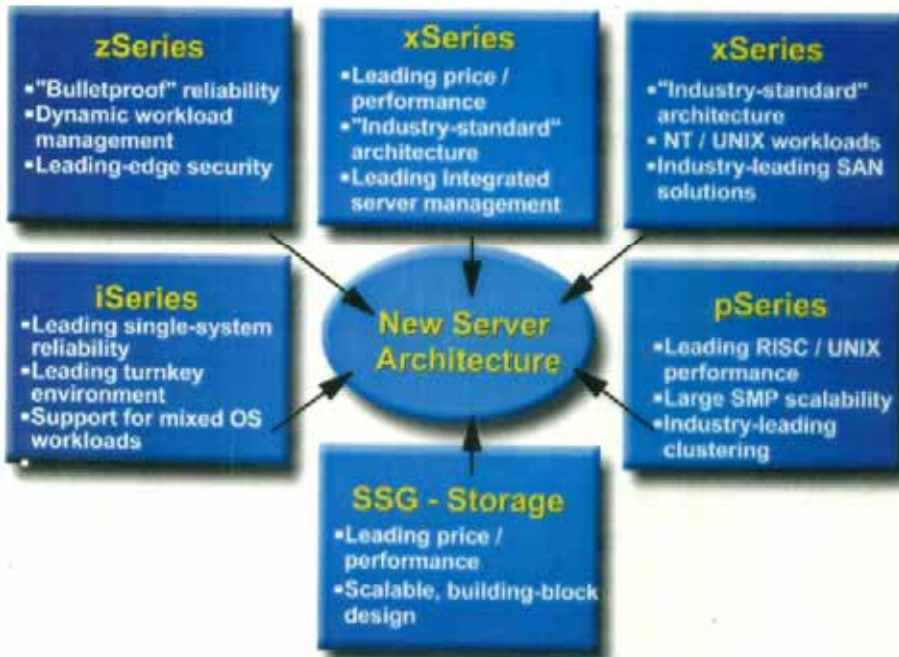 zSeries
▪"Bulletproof" reliability
▪Dynamic workload
management
▪Leading-edge security
xSeries
▪Leading price /
performance
▪"Industry-standard"
architecture
▪Leading integrated
server management
xSeries
▪"Industry-standard"
architecture
▪ NT / UNIX workloads
▪Industry-leading SAN
solutions
iSeries
▪Leading single-system
reliability
▪Leading turnkey
environment
▪Support for mixed OS
workloads
▪
New Server
Architecture
pSeries
▪Leading RISC / UNIX
performance
▪Large SMP scalability
▪Industry-leading
clustering
SSG - Storage
▪Leading price /
performance
▪Scalable, building-block
design